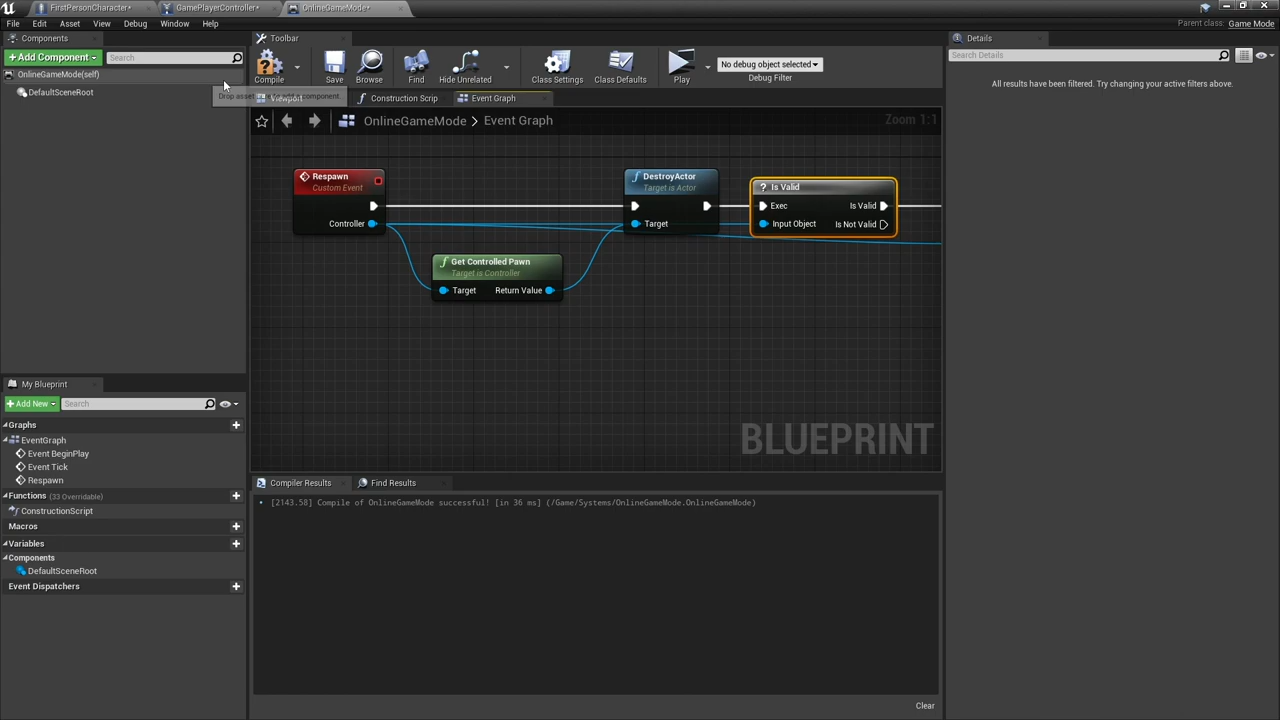 FirstPersonCharacter*
GamePlayerController*
OnlineGameMode*
File
Edit
Asset
View
Debug
Window
Help
Parent class: Game Mode
Components
Toolbar
Details
+Add Component
Search
Compile
Save
Browse
Find
Hide Unrelated
Class Settings
Class Defaults
Play
No debug object selected
Debug Filter
Search Details
OnlineGameMode(self)
DefaultSceneRoot
All results have been filtered. Try changing your active filters above.
Viewport
Construction Scrip
Event Graph
OnlineGameMode > Event Graph
Zoom 1:1
Respawn
Custom Event
Controller
DestroyActor
Target is Actor
Target
? Is Valid
Exec
Is Valid
Input Object
Is Not Valid
f Get Controlled Pawn
Target is Controller
Target
Return Value
BLUEPRINT
My Blueprint
+Add New
Search
Graphs
EventGraph
Event BeginPlay
Event Tick
Respawn
Functions (33 Overridable)
ConstructionScript
Macros
Variables
Components
DefaultSceneRoot
Event Dispatchers
Compiler Results
Find Results
[2143.58] Compile of OnlineGameMode successful! [in 36 ms] (/Game/Systems/OnlineGameMode.OnlineGameMode)
Clear